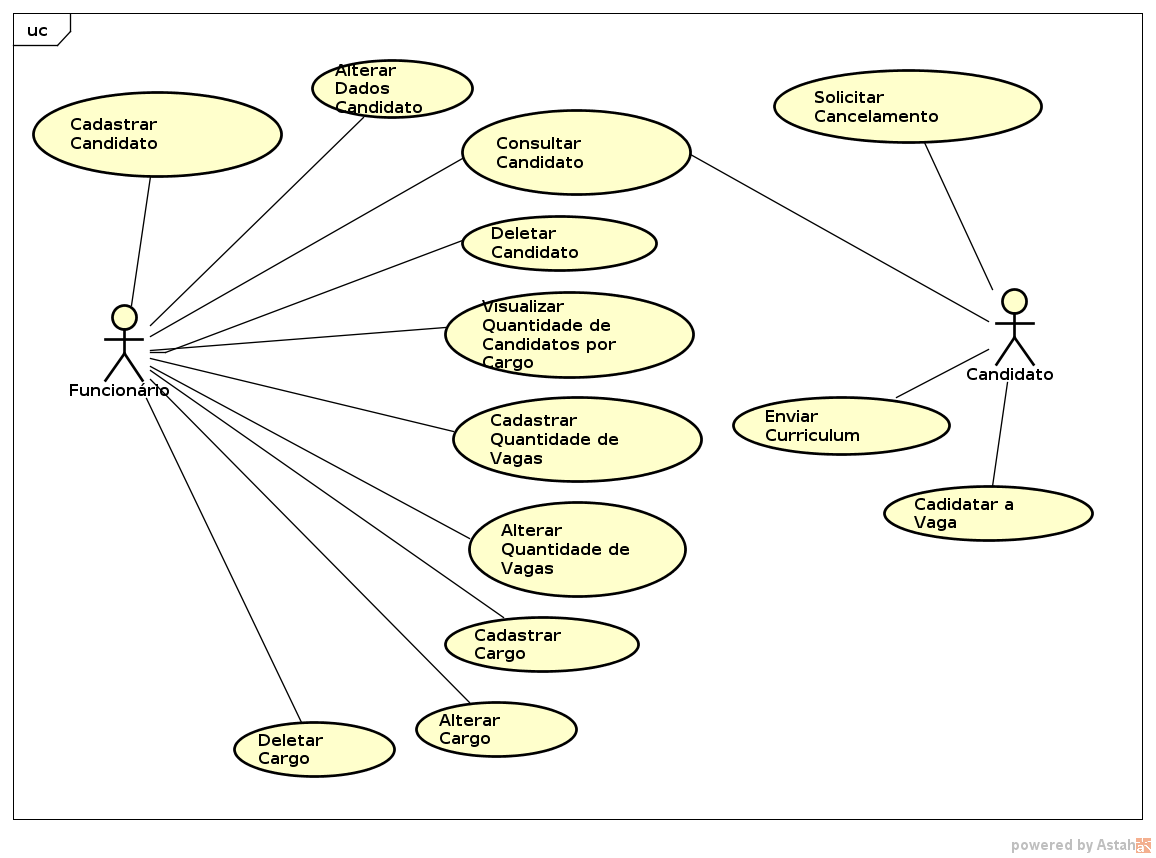 uc
Alterar
Dados
Candidato
Cadastrar
Candidato
Solicitar
Cancelamento
Consultar
Candidato
Deletar
Candidato
Visualizar
Quantidade de
Candidatos por
Cargo
Funcionário
Candidato
Cadastrar
Quantidade de
Vagas
Enviar
Curriculum
Cadidatar a
Vaga
Alterar
Quantidade de
Vagas
Cadastrar
Cargo
Alterar
Cargo
Deletar
Cargo
powered by Astah